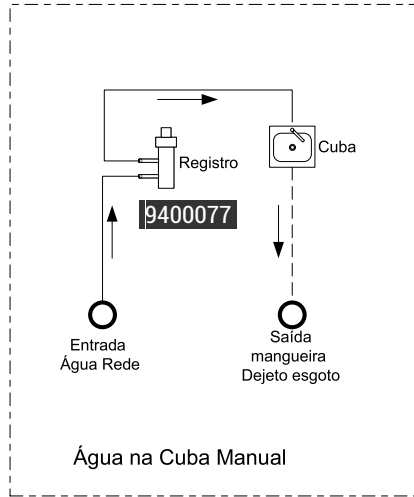 Registro
Cuba
9400077
Entrada
Água Rede
Saída
mangueira
Dejeto esgoto
Água na Cuba Manual